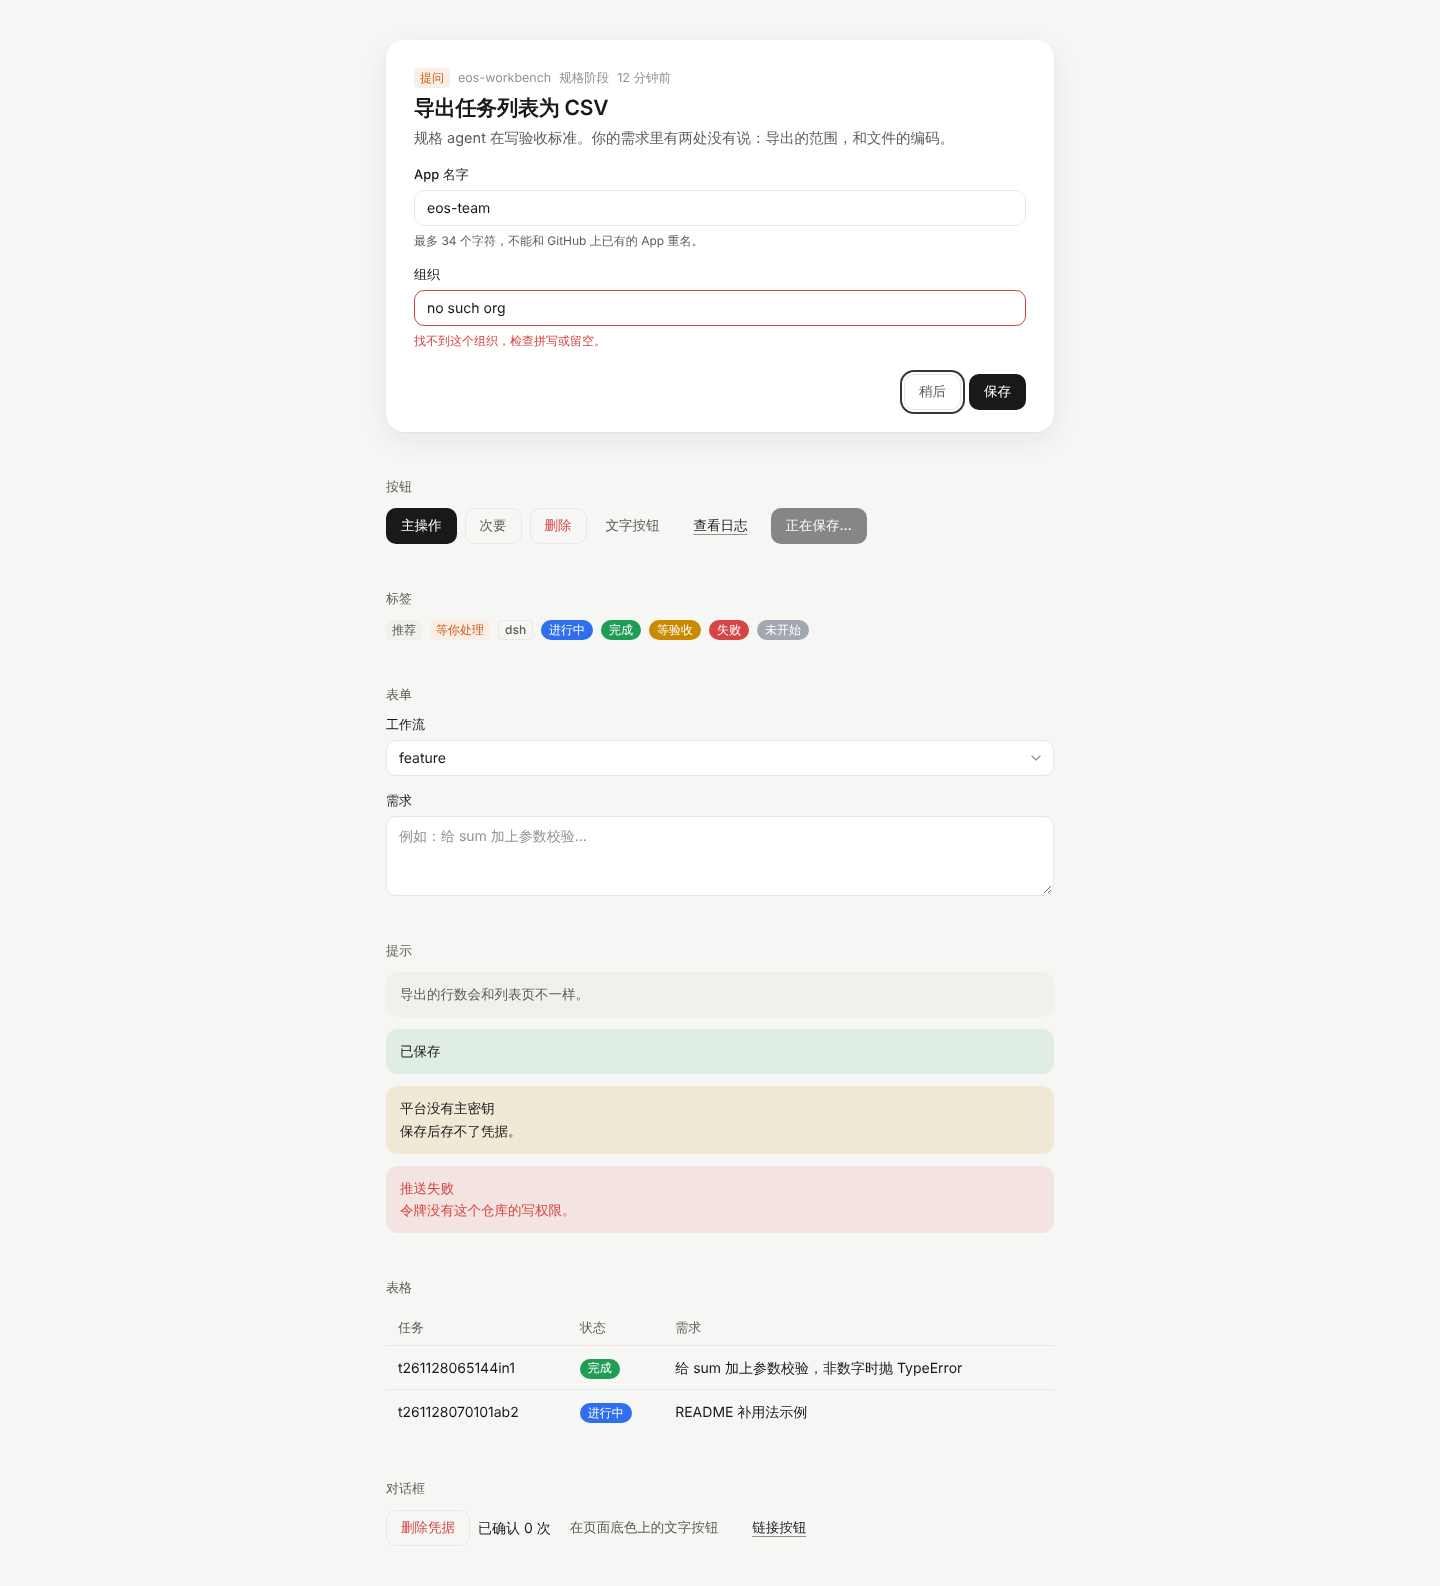 提问 eos-workbench 规格阶段 12 分钟前
导出任务列表为 CSV
规格 agent 在写验收标准。你的需求里有两处没有说：导出的范围，和文件的编码。
App 名字
eos-team
最多 34 个字符，不能和 GitHub 上已有的 App 重名。
组织
no such org
找不到这个组织，检查拼写或留空。
稍后 保存
按钮
主操作 次要 删除 文字按钮 查看日志 正在保存…
标签
推荐 等你处理 dsh 进行中 完成 等验收 失败 未开始
表单
工作流
feature
需求
例如：给 sum 加上参数校验…
提示
导出的行数会和列表页不一样。
已保存
平台没有主密钥
保存后存不了凭据。
推送失败
令牌没有这个仓库的写权限。
表格
任务 状态 需求
t261128065144in1 完成 给 sum 加上参数校验，非数字时抛 TypeError
t261128070101ab2 进行中 README 补用法示例
对话框
删除凭据 已确认 0 次 在页面底色上的文字按钮 链接按钮